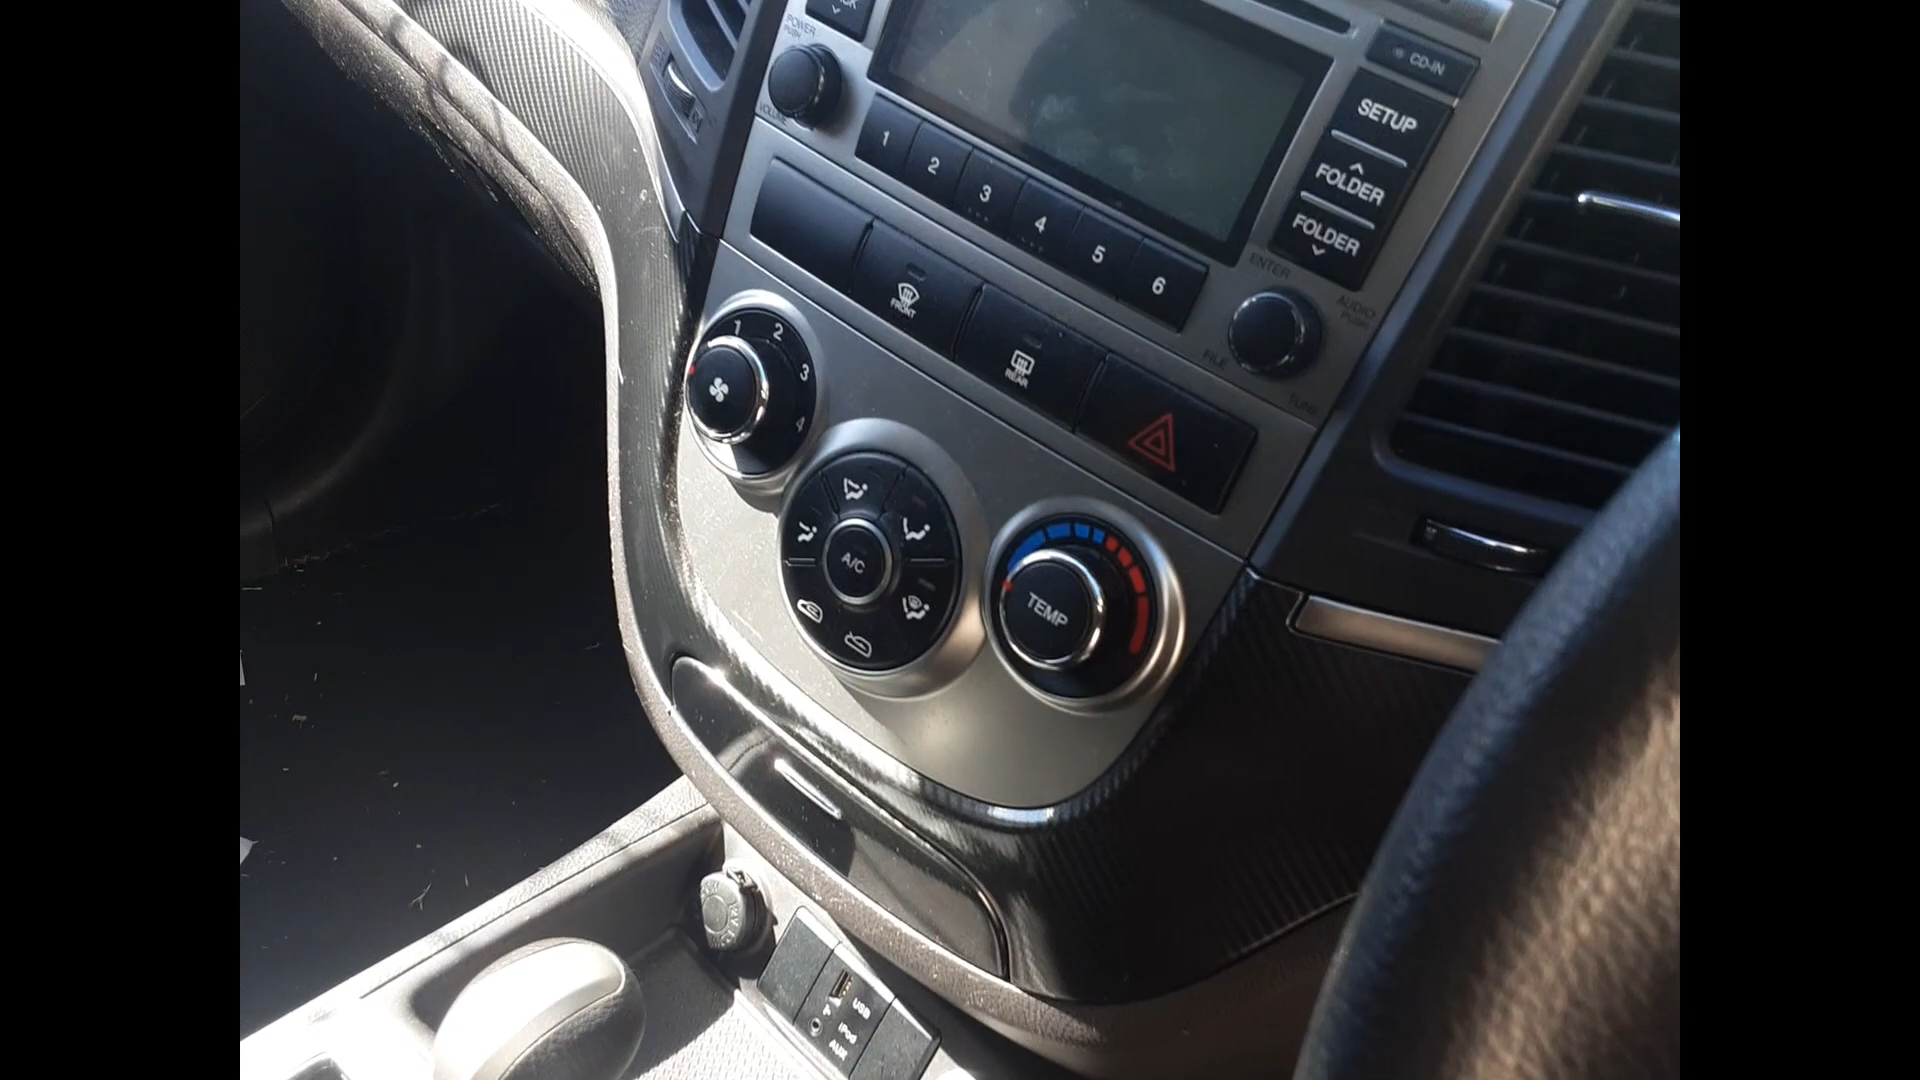 POWER
PUSH
VOLUME
CD-IN
SETUP
FOLDER
FOLDER
1
2
3
4
5
6
ENTER
AUDIO
PUSH
FILE
TUNE
FRONT
REAR
1
2
3
4
A/C
TEMP
USB
iPod
AUX